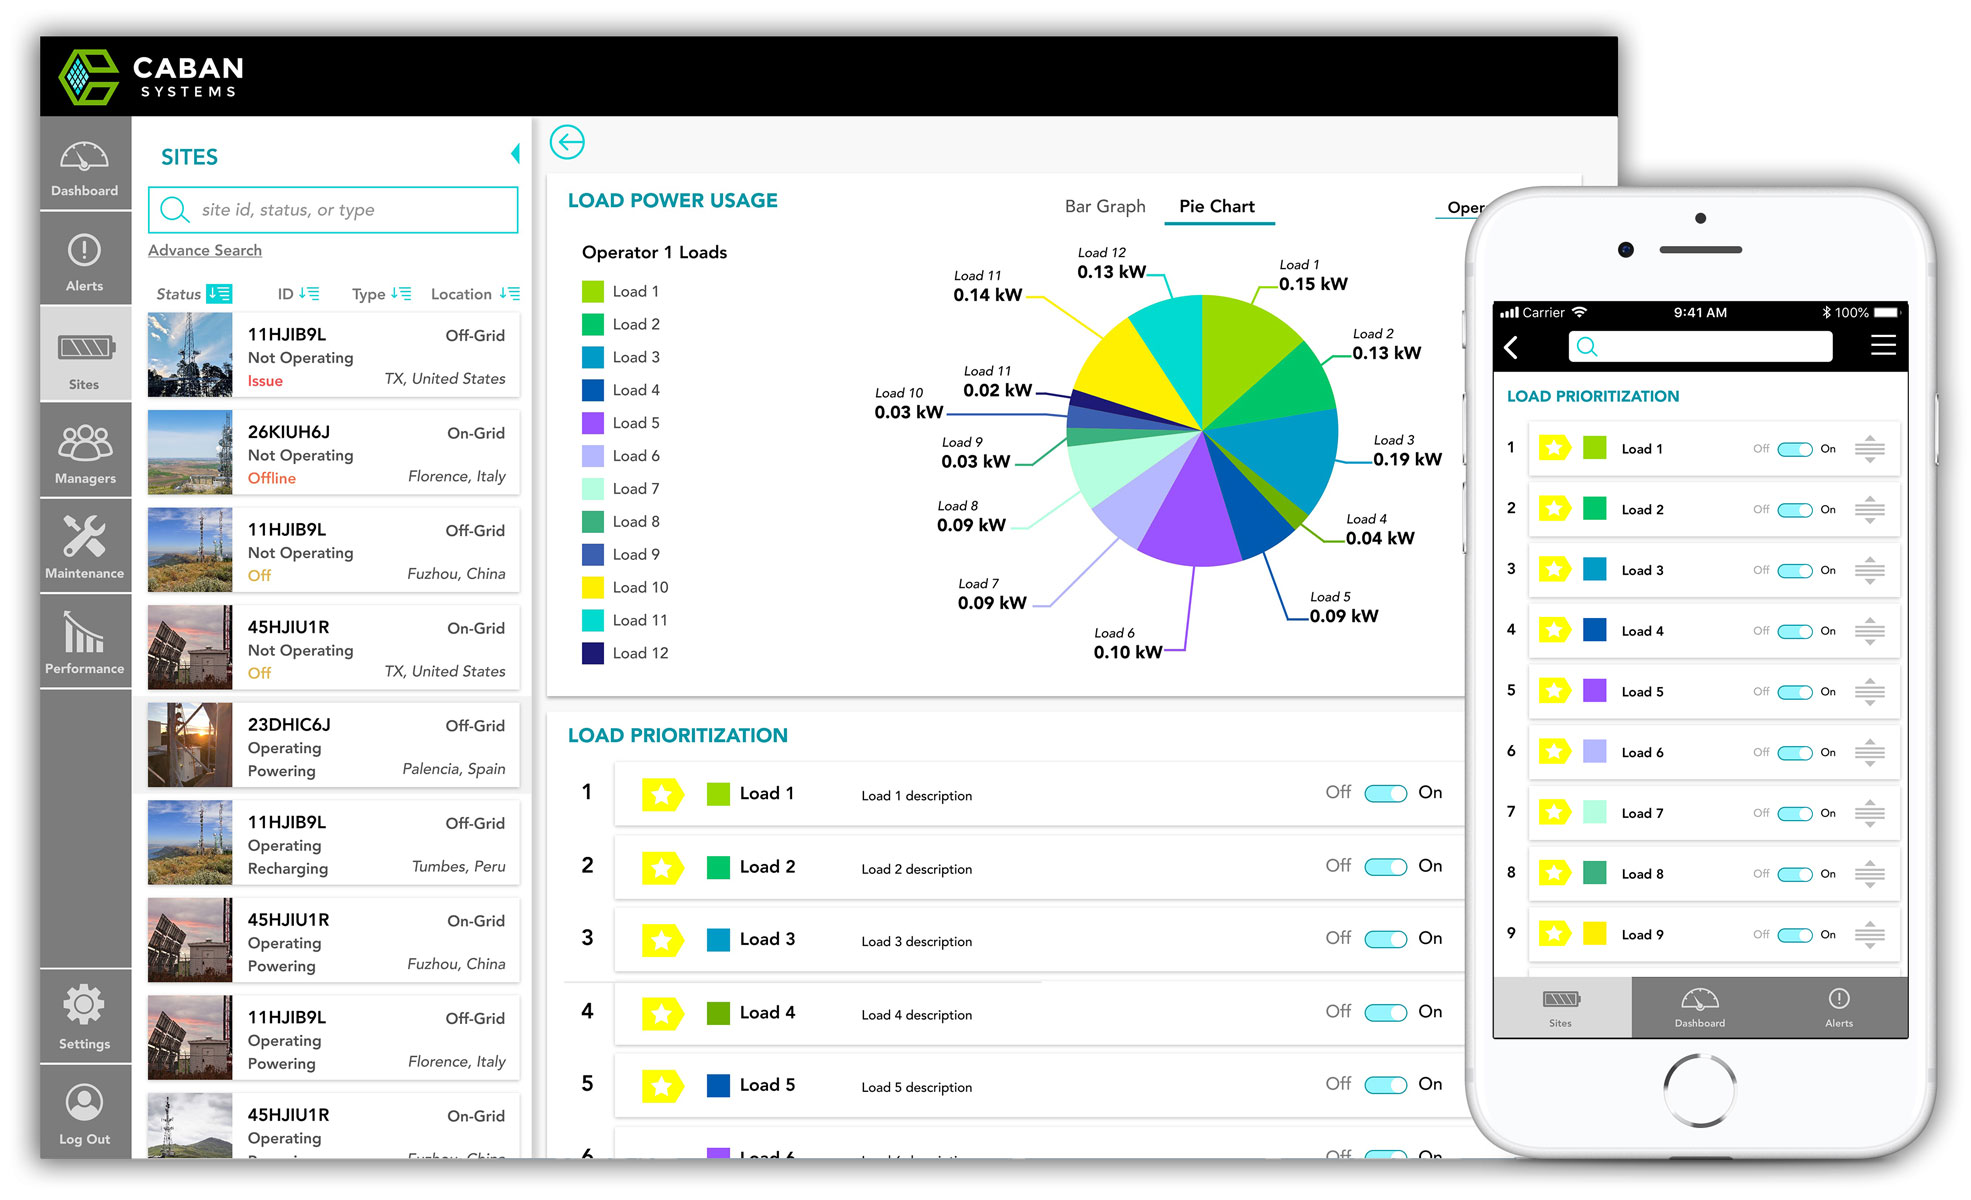 CABAN
SYSTEMS
Dashboard
Alerts
Sites
Managers
Maintenance
Performance
Settings
Log Out
SITES
site id, status, or type
Advance Search
Status ID Type Location
11HJIB9L Off-Grid
Not Operating
Issue TX, United States
26KIUH6J On-Grid
Not Operating
Offline Florence, Italy
11HJIB9L Off-Grid
Not Operating
Off Fuzhou, China
45HJIU1R On-Grid
Not Operating
Off TX, United States
23DHIC6J Off-Grid
Operating
Powering Palencia, Spain
11HJIB9L Off-Grid
Operating
Recharging Tumbes, Peru
45HJIU1R On-Grid
Operating
Powering Fuzhou, China
11HJIB9L Off-Grid
Operating
Powering Florence, Italy
45HJIU1R On-Grid
Operating
LOAD POWER USAGE
Bar Graph Pie Chart
Operator 1 Loads
Load 1
Load 2
Load 3
Load 4
Load 5
Load 6
Load 7
Load 8
Load 9
Load 10
Load 11
Load 12
Load 12
0.13 kW
Load 1
0.15 kW
Load 2
0.13 kW
Load 3
0.19 kW
Load 4
0.04 kW
Load 5
0.09 kW
Load 6
0.10 kW
Load 7
0.09 kW
Load 8
0.09 kW
Load 9
0.03 kW
Load 10
0.03 kW
Load 11
0.02 kW
Load 11
0.14 kW
LOAD PRIORITIZATION
1 Load 1 Load 1 description Off On
2 Load 2 Load 2 description Off On
3 Load 3 Load 3 description Off On
4 Load 4 Load 4 description Off On
5 Load 5 Load 5 description Off On
6 Load 6 Off On
Carrier 9:41 AM 100%
LOAD PRIORITIZATION
1 Load 1 Off On
2 Load 2 Off On
3 Load 3 Off On
4 Load 4 Off On
5 Load 5 Off On
6 Load 6 Off On
7 Load 7 Off On
8 Load 8 Off On
9 Load 9 Off On
Sites Dashboard Alerts